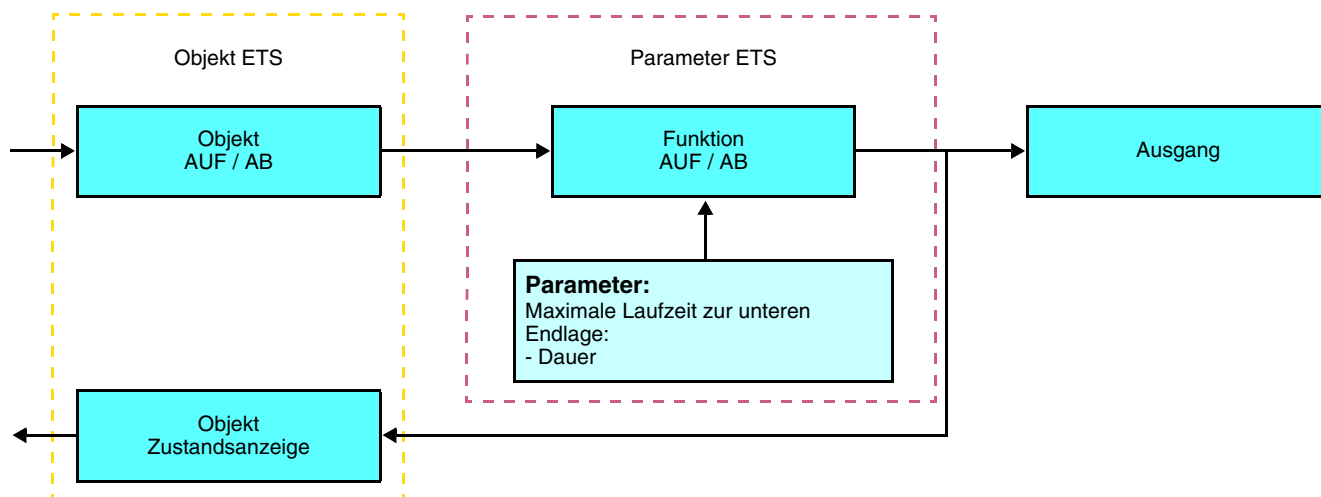 Objekt ETS
Parameter ETS
Objekt
AUF / AB
Funktion
AUF / AB
Ausgang
Parameter:
Maximale Laufzeit zur unteren
Endlage:
- Dauer
Objekt
Zustandsanzeige